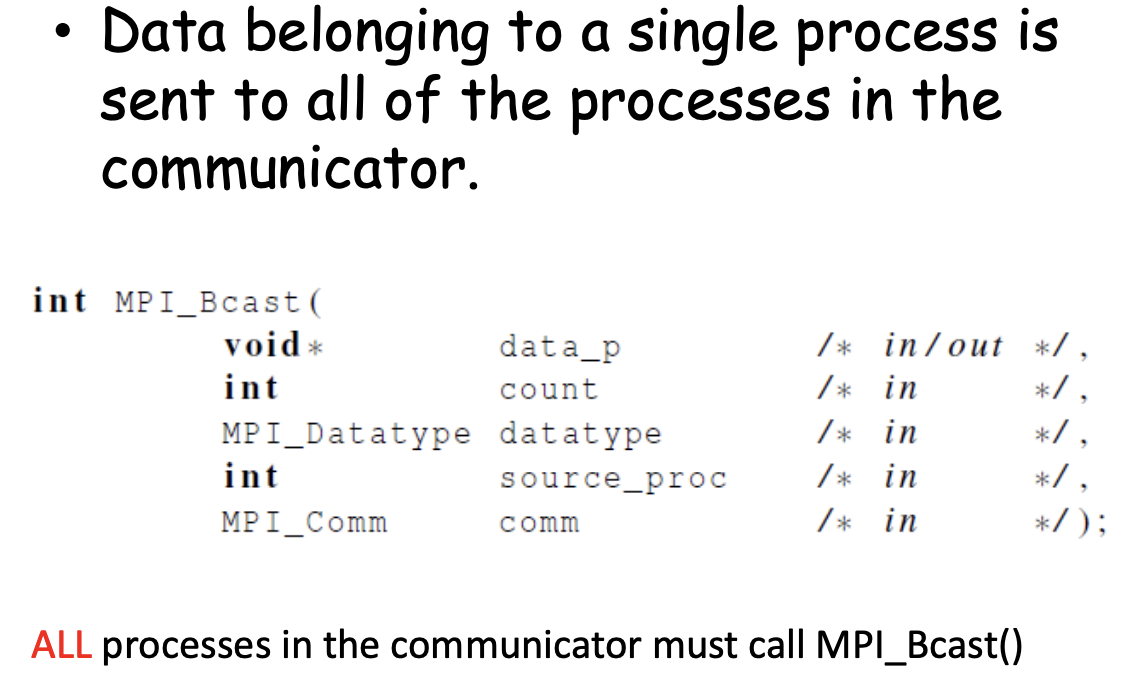 • Data belonging to a single process is
sent to all of the processes in the
communicator.
int MPI_Bcast(
void* data_p /* in/out */,
int count /* in */,
MPI_Datatype datatype /* in */,
int source_proc /* in */,
MPI_Comm comm /* in */);
ALL processes in the communicator must call MPI_Bcast()